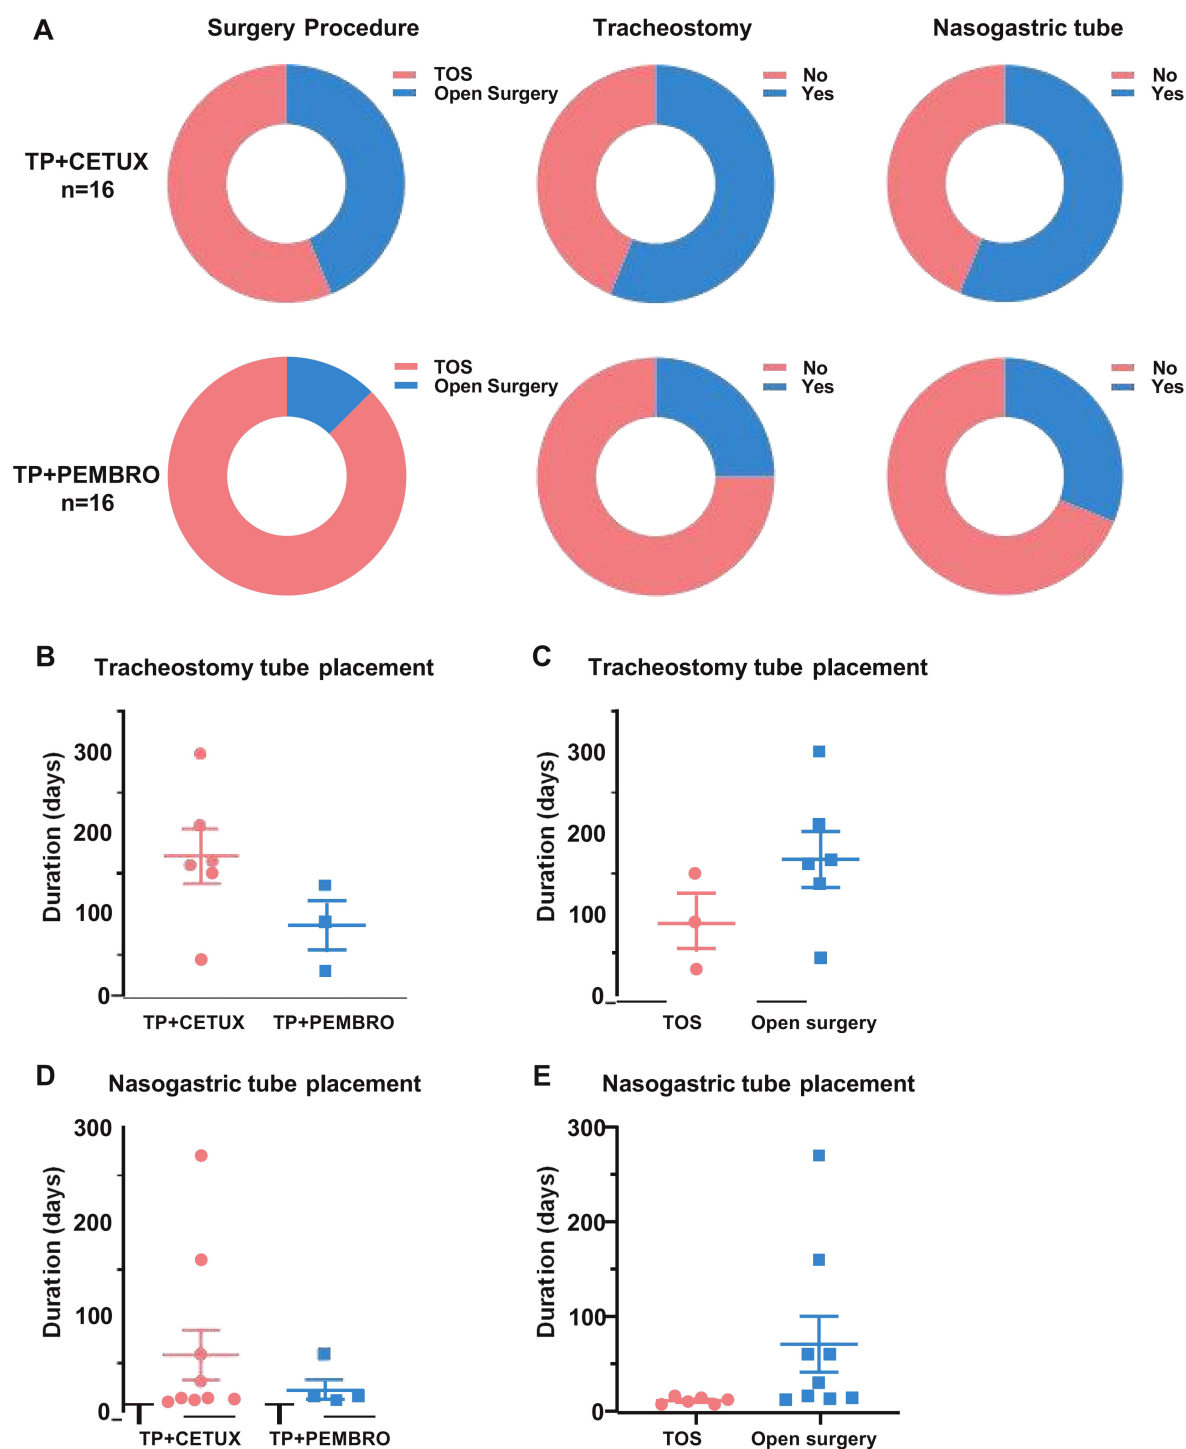 A
Surgery Procedure
Tracheostomy
Nasogastric tube
TOS
Open Surgery
No
Yes
No
Yes
TP+CETUX
n=16
TOS
Open Surgery
No
Yes
No
Yes
TP+PEMBRO
n=16
B
Tracheostomy tube placement
Duration (days)
300
200
100
0
TP+CETUX
TP+PEMBRO
C
Tracheostomy tube placement
Duration (days)
300
200
100
0
TOS
Open surgery
D
Nasogastric tube placement
Duration (days)
300
200
100
0
TP+CETUX
TP+PEMBRO
E
Nasogastric tube placement
Duration (days)
300
200
100
0
TOS
Open surgery